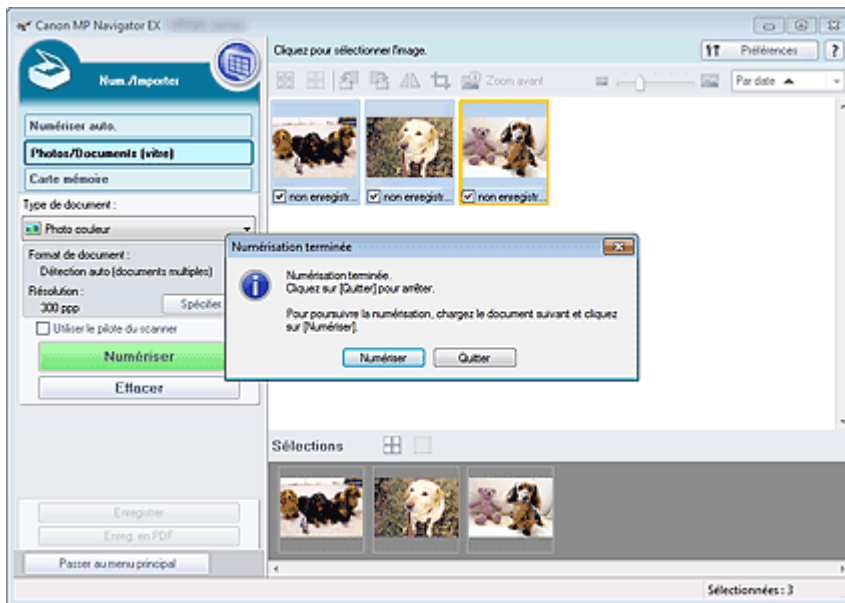 Canon MP Navigator EX
Cliquez pour sélectionner l'image.
Préférences
?
Num./Importer
Zoom avant
Par date
Numériser auto.
Photos/Documents (vitre)
Carte mémoire
non enregistr...
non enregistr...
non enregistr...
Type de document :
Photo couleur
Format de document :
Détection auto (documents multiples)
Résolution :
300 ppp
Spécifier
Utiliser le pilote du scanner
Numériser
Effacer
Numérisation terminée
Numérisation terminée.
Cliquez sur [Quitter] pour arrêter.
Pour poursuivre la numérisation, chargez le document suivant et cliquez
sur [Numériser].
Numériser
Quitter
Sélections
Enregistrer
Enreg. en PDF
Passer au menu principal
Sélectionnées : 3